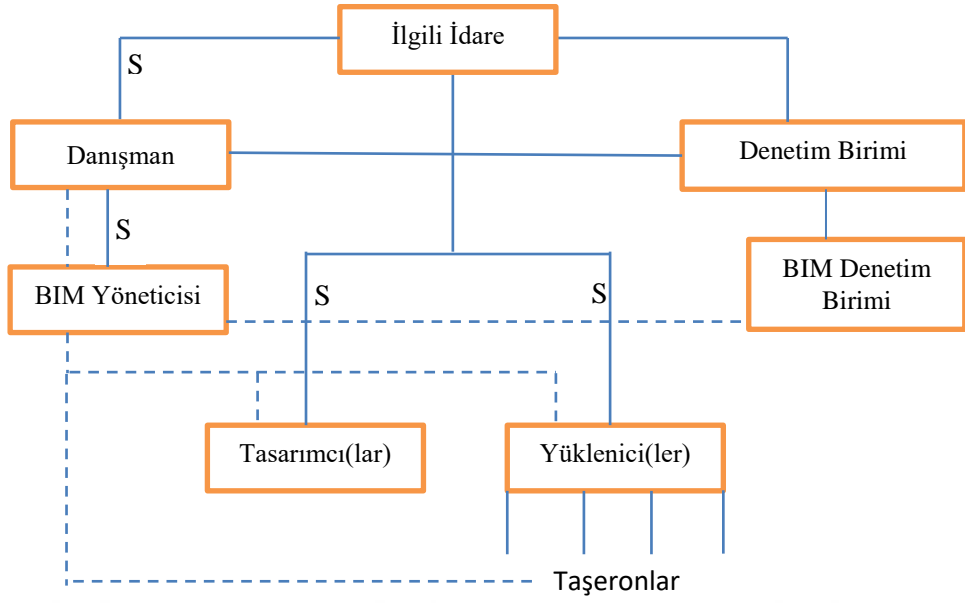 İlgili İdare
S
Danışman
Denetim Birimi
S
BIM Yöneticisi
BIM Denetim
Birimi
S
S
Tasarımcı(lar)
Yüklenici(ler)
Taşeronlar